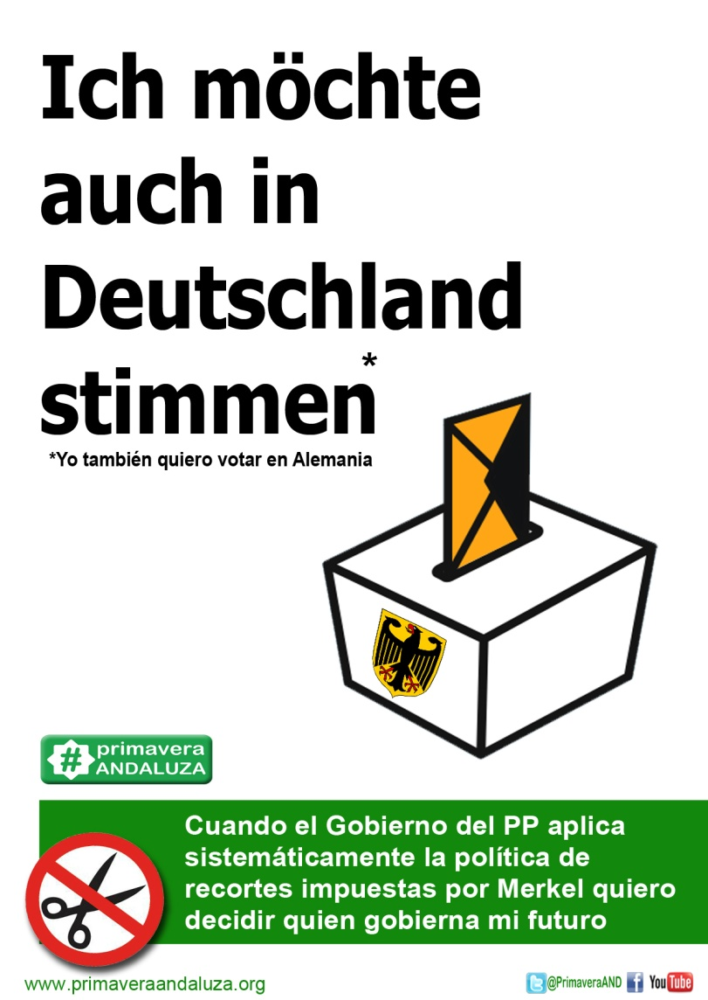 Ich möchte
auch in
Deutschland
stimmen*
*Yo también quiero votar en Alemania
# primavera
ANDALUZA
Cuando el Gobierno del PP aplica
sistemáticamente la política de
recortes impuestas por Merkel quiero
decidir quien gobierna mi futuro
www.primaveraandaluza.org
@PrimaveraAND f YouTube